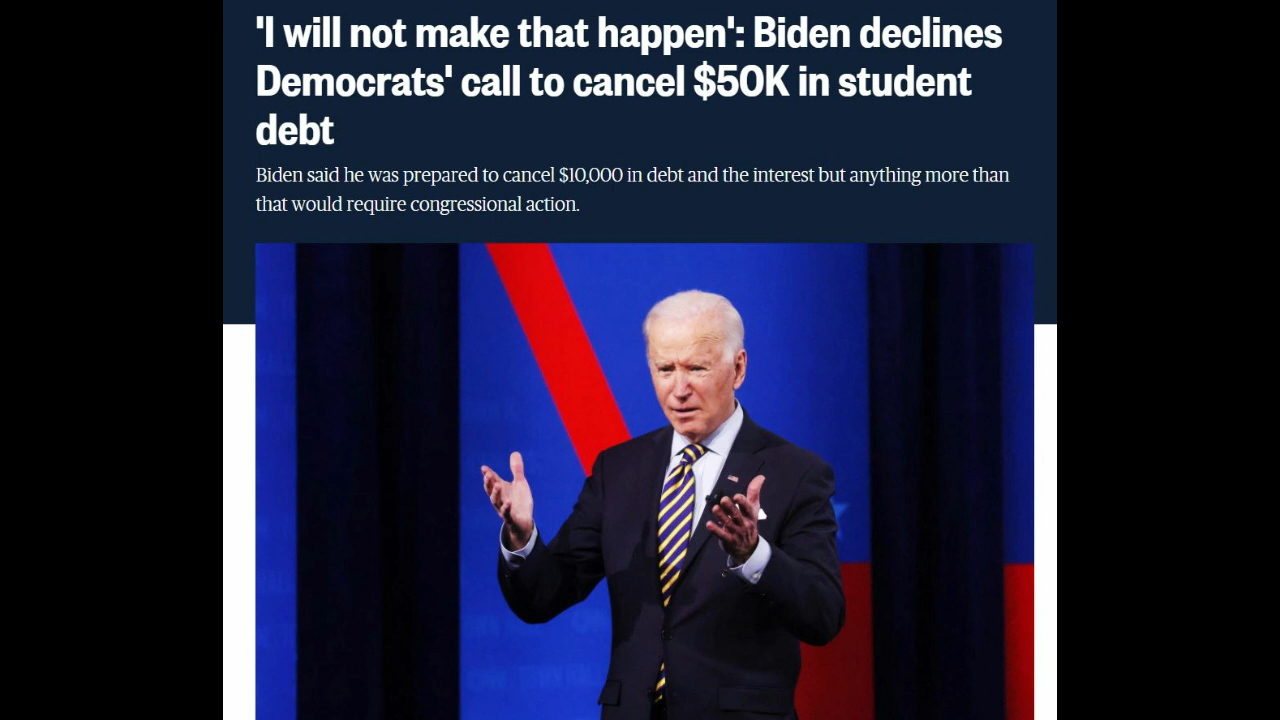 'I will not make that happen': Biden declines
Democrats' call to cancel $50K in student
debt
Biden said he was prepared to cancel $10,000 in debt and the interest but anything more than
that would require congressional action.